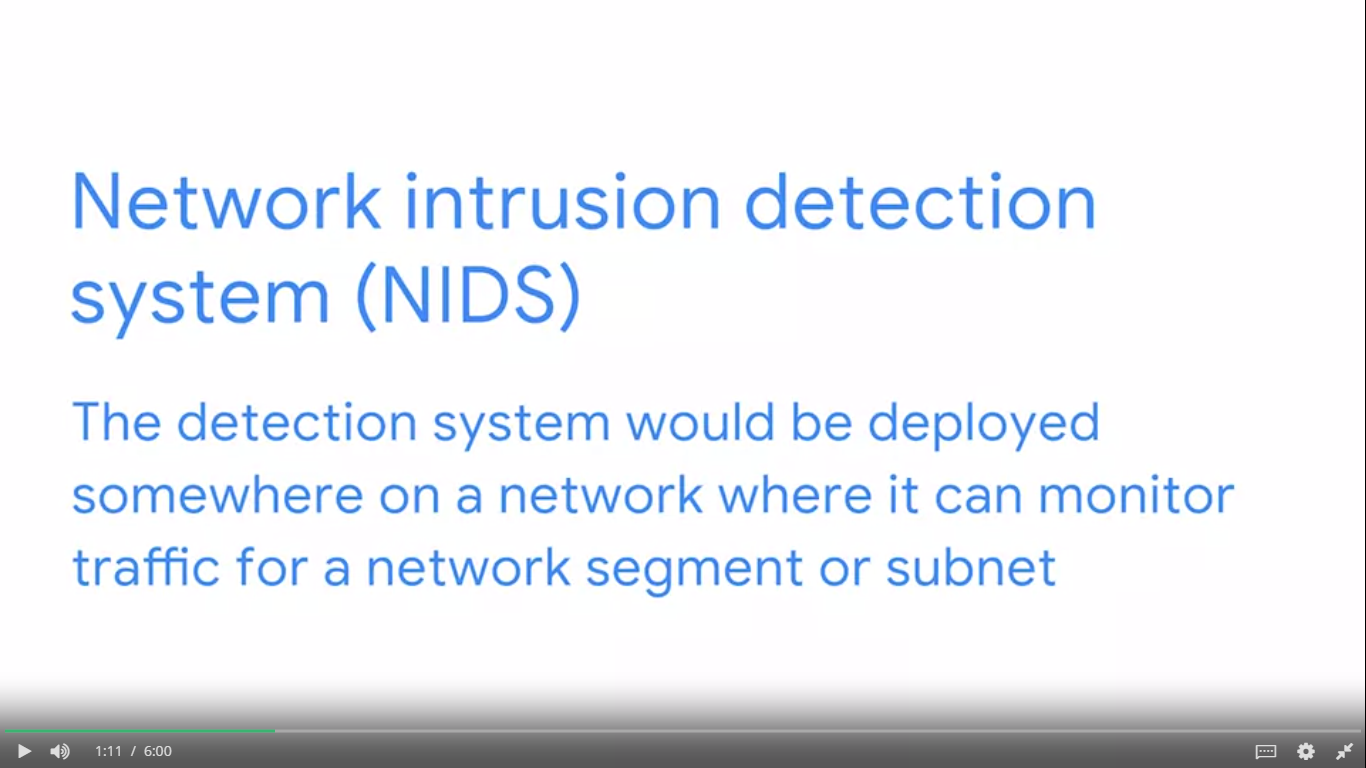 Network intrusion detection
system (NIDS)
The detection system would be deployed
somewhere on a network where it can monitor
traffic for a network segment or subnet
1:11 / 6:00